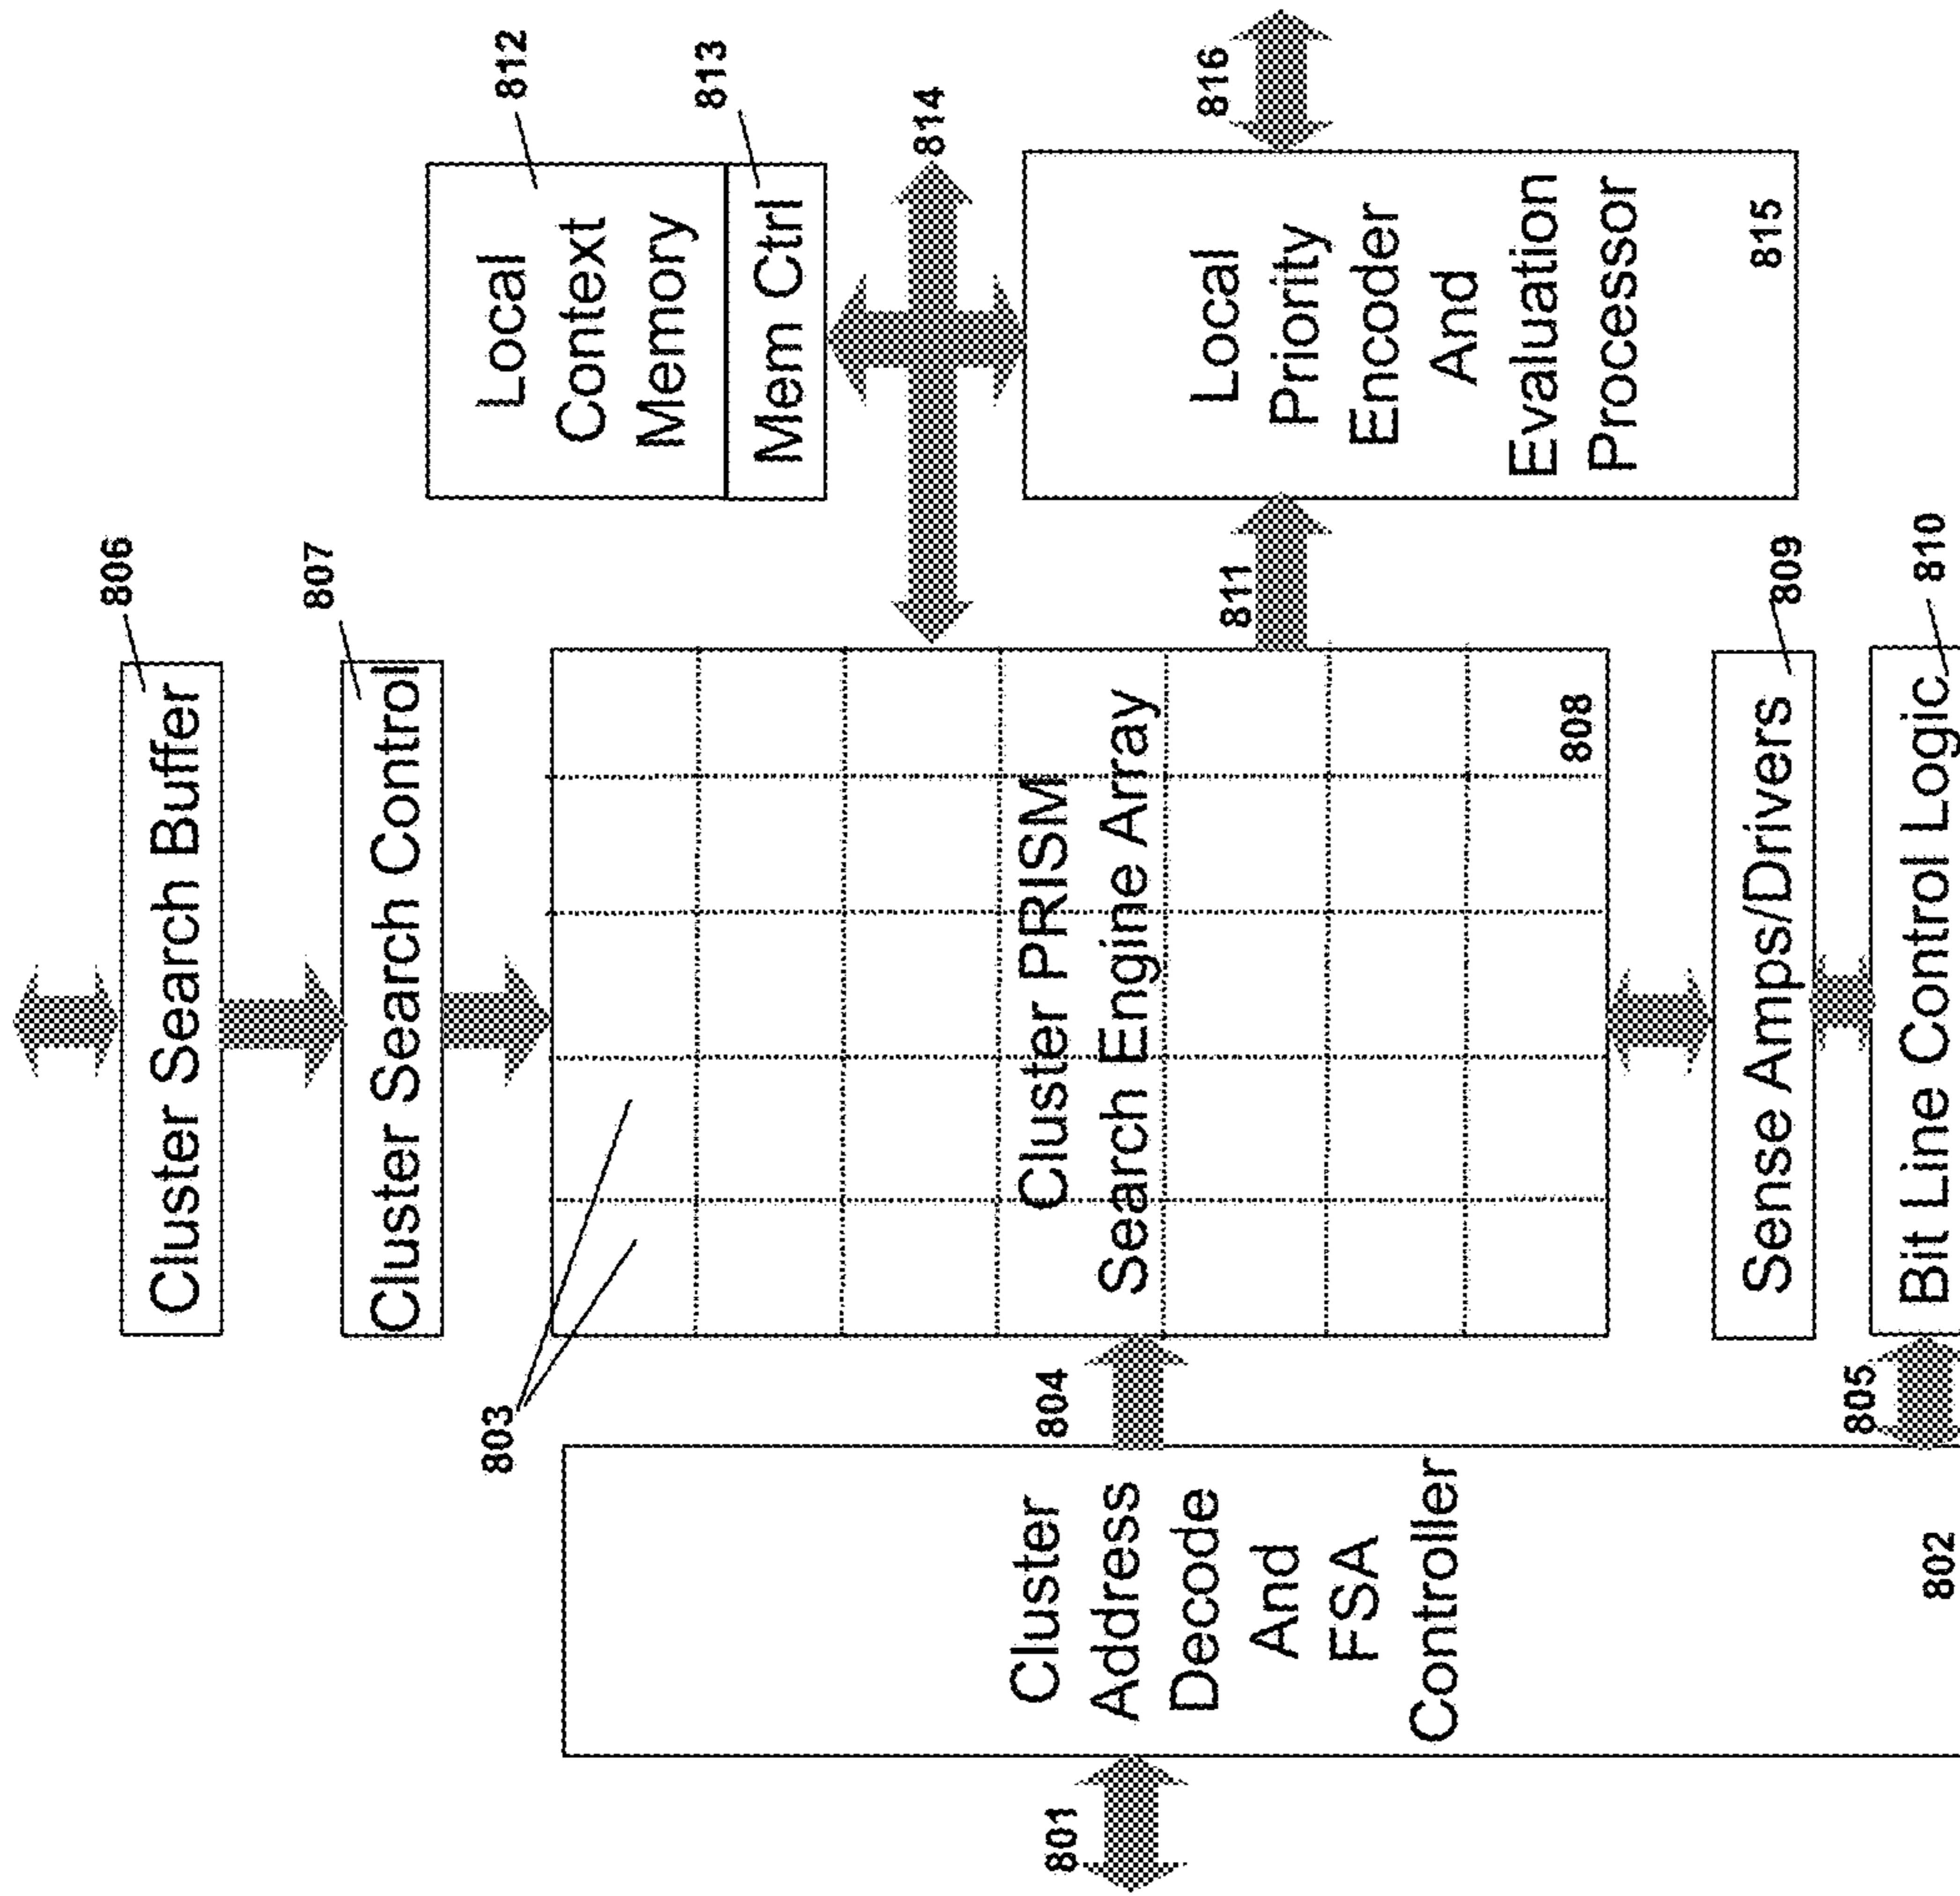 806
Cluster Search Buffer
807
Cluster Search Control
803
Cluster PRISM
Search Engine Array
808
812
Local
Context
Memory
813
Mem Ctrl
814
801
Cluster
Address
Decode
And
FSA
Controller
802
804
805
811
Local
Priority
Encoder
And
Evaluation
Processor
815
816
Sense Amps/Drivers
809
Bit Line Control Logic
810